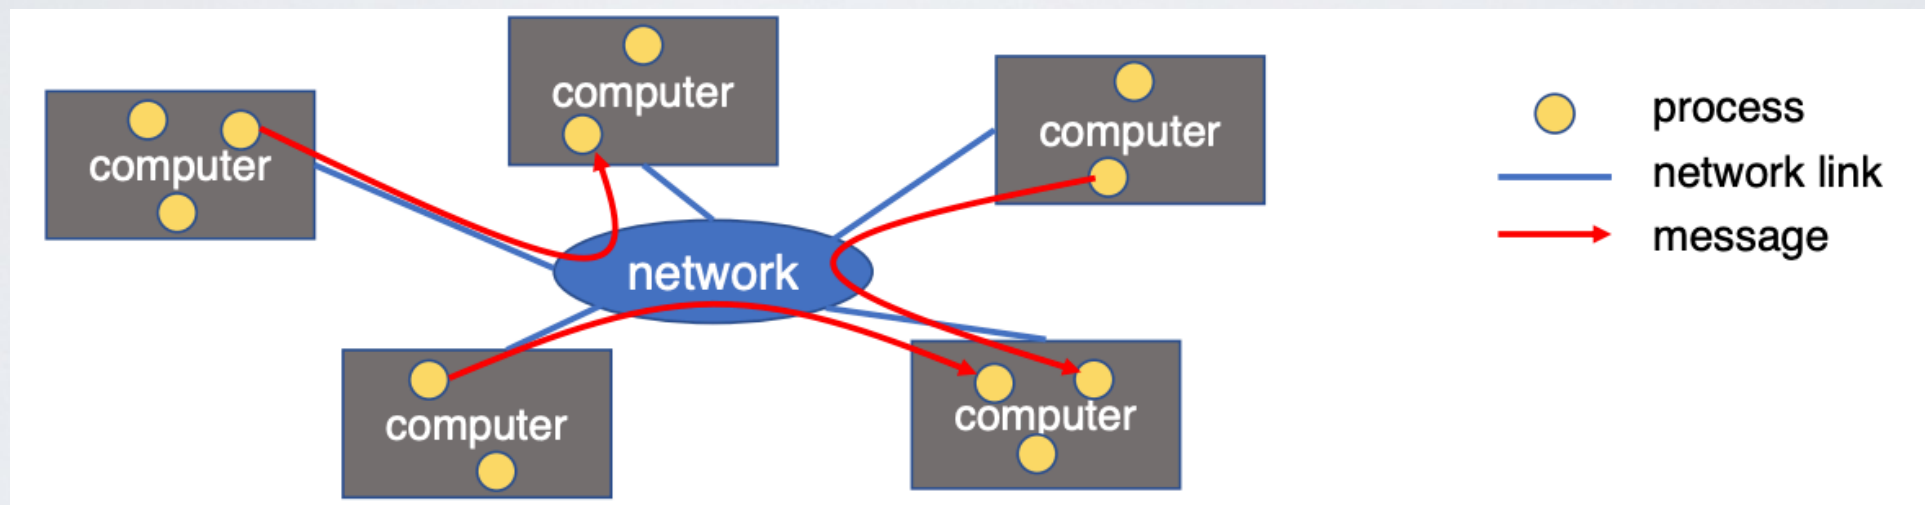 computer
computer
computer
network
computer
computer
process
network link
message